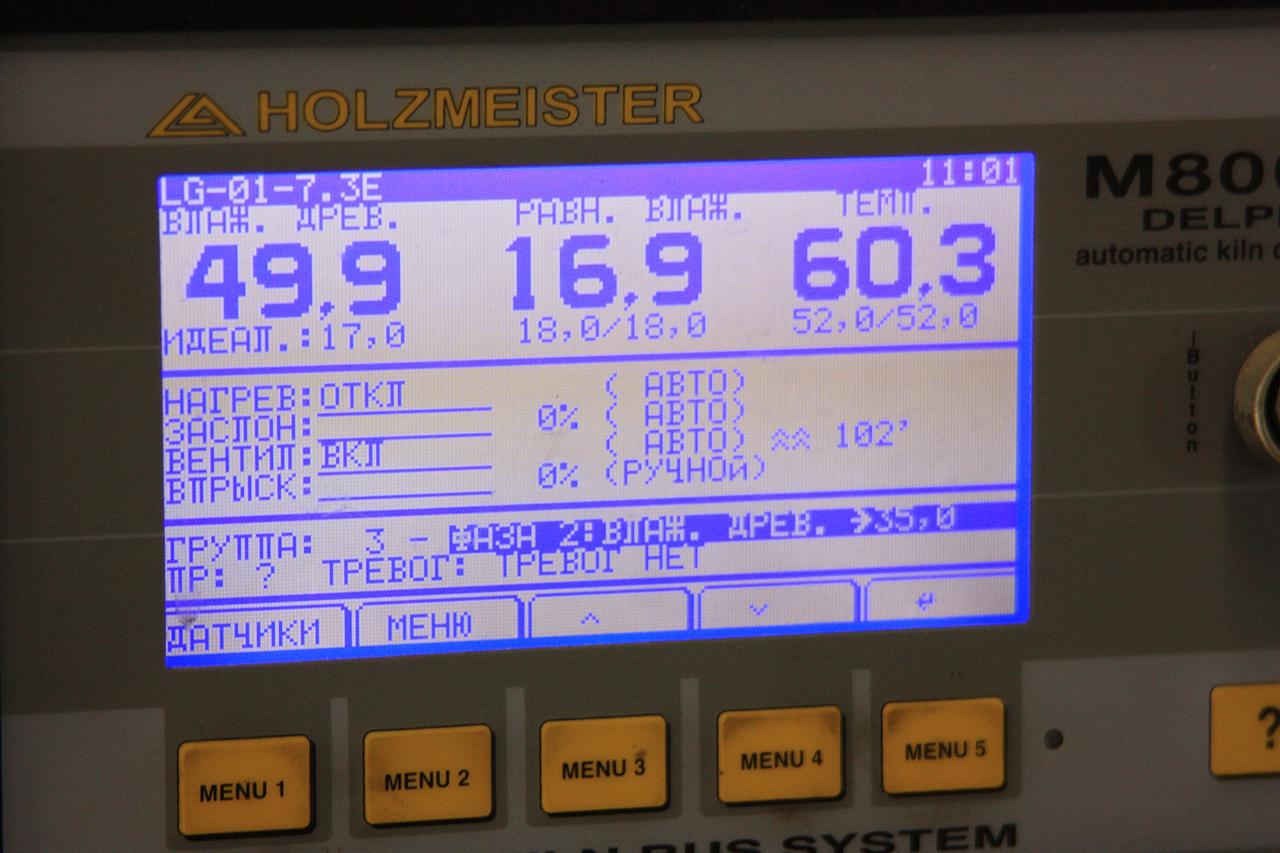 HOLZMEISTER
LG-01-7.3E 11:01
ВЛАЖ. ДРЕВ. РАВН. ВЛАЖ. ТЕМП.
49,9 16,9 60,3
ИДЕАЛ.:17,0 18,0/18,0 52,0/52,0
НАГРЕВ:ОТКЛ ( АВТО)
ЗАСЛОН: 0% ( АВТО)
ВЕНТИЛ:ВКЛ ( АВТО) 102'
ВПРЫСК: 0% (РУЧНОЙ)
ГРУППА: 3 - ФАЗА 2:ВЛАЖ. ДРЕВ. →35,0
ПР: ? ТРЕВОГ: ТРЕВОГ НЕТ
ДАТЧИКИ МЕНЮ
automatic kiln
iButton
MENU 1 MENU 2 MENU 3 MENU 4 MENU 5
?
BUS SYSTEM